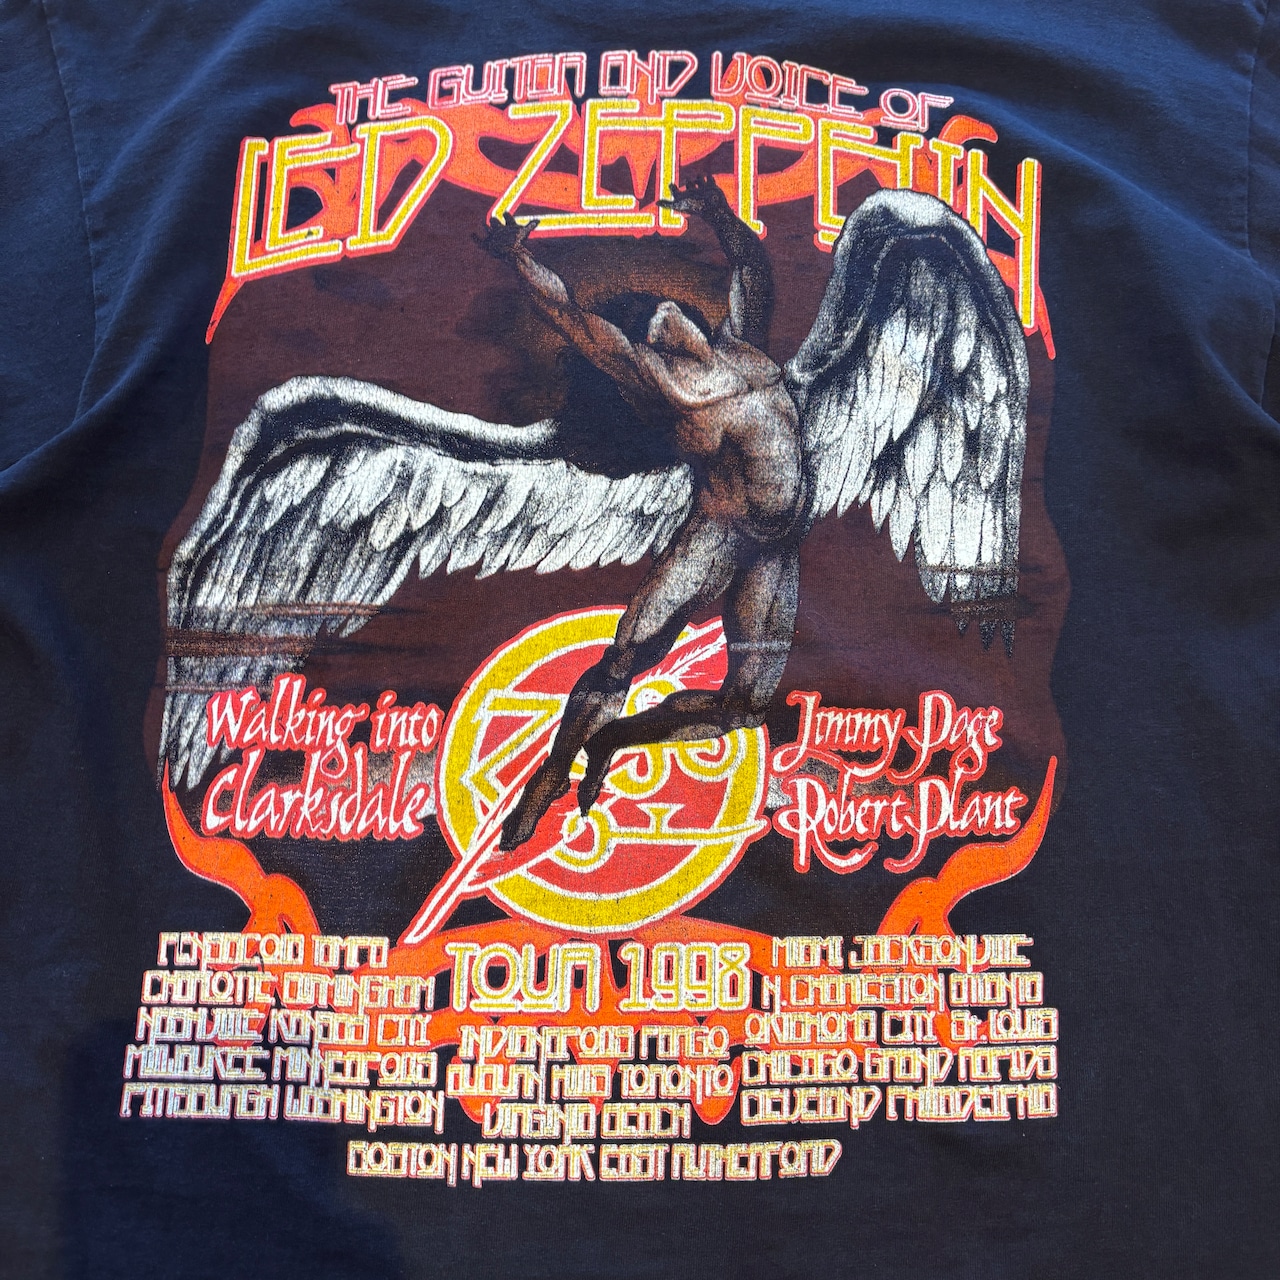 THE GUITAR AND VOICE OF
LED ZEPPELIN
Walking into
Clarksdale
Jimmy Page
Robert Plant
TOUR 1998
PENSACOLA TAMPA
CHARLOTTE BIRMINGHAM
NASHVILLE KANSAS CITY
MILWAUKEE MINNEAPOLIS
PITTSBURGH WASHINGTON
INDIANAPOLIS FARGO
AUBURN HILLS TORONTO
VIRGINIA BEACH
MIAMI JACKSONVILLE
N. CHARLESTON ATLANTA
OKLAHOMA CITY St. LOUIS
CHICAGO GRAND RAPIDS
CLEVELAND PHILADELPHIA
BOSTON NEW YORK EAST RUTHERFORD